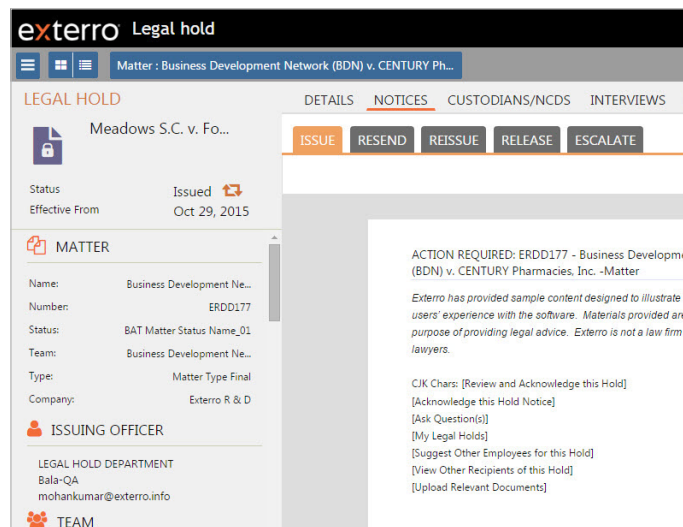 exterro Legal hold
Matter : Business Development Network (BDN) v. CENTURY Ph...
LEGAL HOLD
Meadows S.C. v. Fo...
Status Issued
Effective From Oct 29, 2015
MATTER
Name: Business Development Ne...
Number: ERDD177
Status: BAT Matter Status Name_01
Team: Business Development Ne...
Type: Matter Type Final
Company: Exterro R & D
ISSUING OFFICER
LEGAL HOLD DEPARTMENT
Bala-QA
mohankumar@exterro.info
TEAM
DETAILS NOTICES CUSTODIANS/NCDS INTERVIEWS
ISSUE RESEND REISSUE RELEASE ESCALATE
ACTION REQUIRED: ERDD177 - Business Developme
(BDN) v. CENTURY Pharmacies, Inc. -Matter
Exterro has provided sample content designed to illustrate
users' experience with the software. Materials provided are
purpose of providing legal advice. Exterro is not a law firm
lawyers.
CJK Chars: [Review and Acknowledge this Hold]
[Acknowledge this Hold Notice]
[Ask Question(s)]
[My Legal Holds]
[Suggest Other Employees for this Hold]
[View Other Recipients of this Hold]
[Upload Relevant Documents]